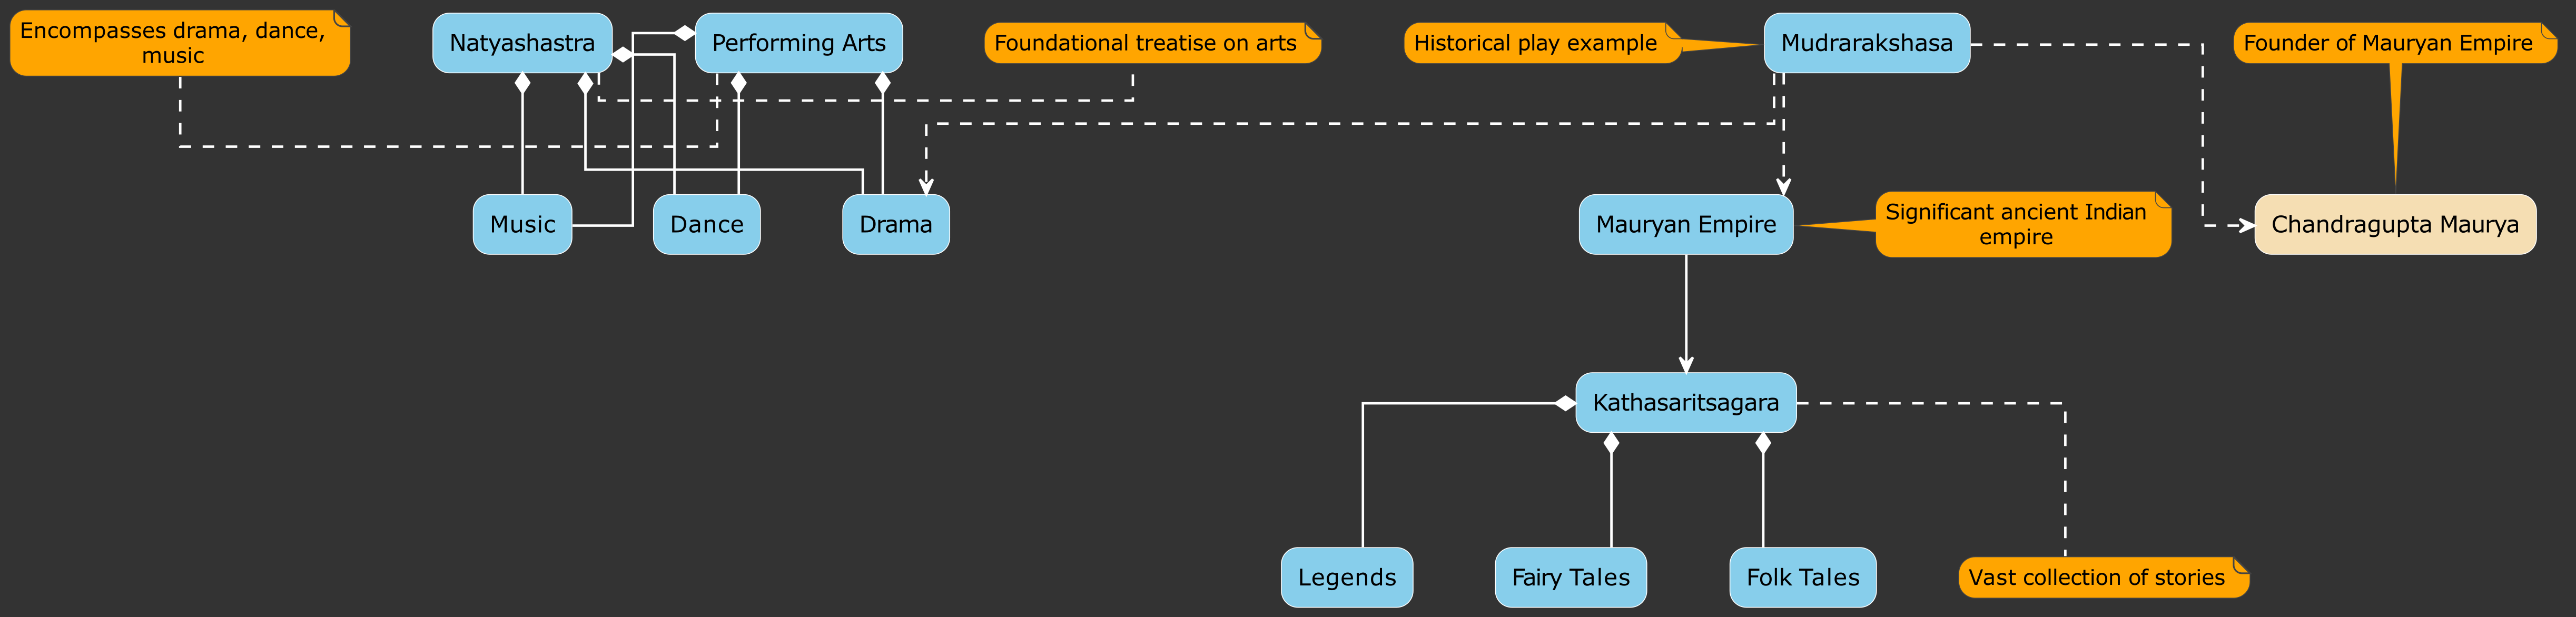 Encompasses drama, dance,
music
Natyashastra
Performing Arts
Foundational treatise on arts
Historical play example
Mudrarakshasa
Founder of Mauryan Empire
Music
Dance
Drama
Mauryan Empire
Significant ancient Indian
empire
Chandragupta Maurya
Kathasaritsagara
Legends
Fairy Tales
Folk Tales
Vast collection of stories